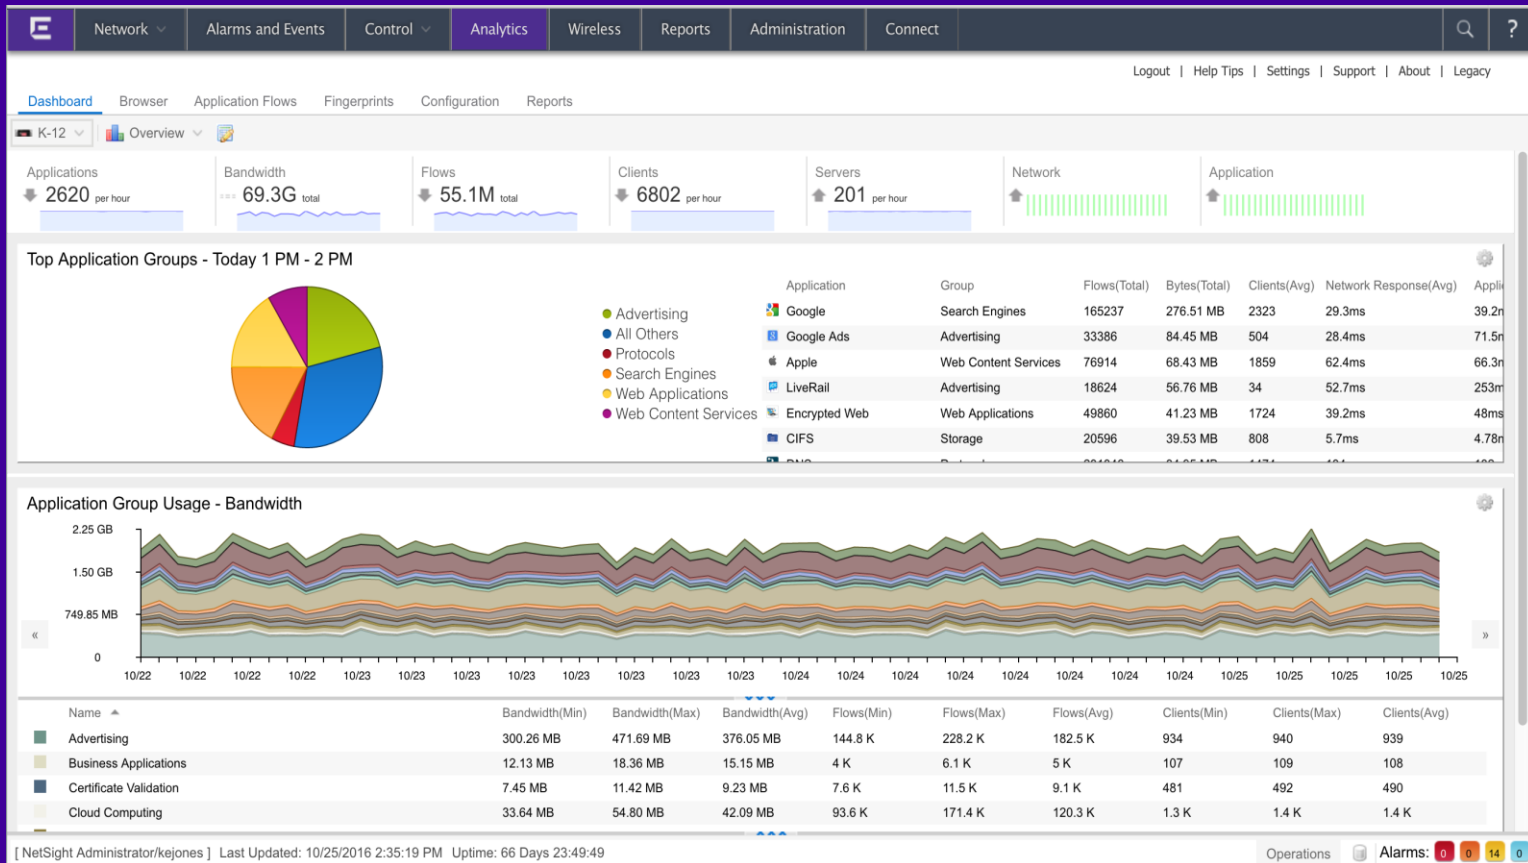 E Network Alarms and Events Control Analytics Wireless Reports Administration Connect ?
Logout | Help Tips | Settings | Support | About | Legacy
Dashboard Browser Application Flows Fingerprints Configuration Reports
K-12 Overview
Applications Bandwidth Flows Clients Servers Network Application
2620 per hour 69.3G total 55.1M total 6802 per hour 201 per hour
Top Application Groups - Today 1 PM - 2 PM
Advertising
All Others
Protocols
Search Engines
Web Applications
Web Content Services
Application Group Flows(Total) Bytes(Total) Clients(Avg) Network Response(Avg) Appli
Google Search Engines 165237 276.51 MB 2323 29.3ms 39.2
Google Ads Advertising 33386 84.45 MB 504 28.4ms 71.5
Apple Web Content Services 76914 68.43 MB 1859 62.4ms 66.3
LiveRail Advertising 18624 56.76 MB 34 52.7ms 253
Encrypted Web Web Applications 49860 41.23 MB 1724 39.2ms 48ms
CIFS Storage 20596 39.53 MB 808 5.7ms 4.78
Application Group Usage - Bandwidth
2.25 GB
1.50 GB
749.85 MB
« »
0
10/22 10/22 10/22 10/22 10/23 10/23 10/23 10/23 10/23 10/23 10/23 10/23 10/24 10/24 10/24 10/24 10/24 10/24 10/24 10/24 10/25 10/25 10/25 10/25 10/25
Name Bandwidth(Min) Bandwidth(Max) Bandwidth(Avg) Flows(Min) Flows(Max) Flows(Avg) Clients(Min) Clients(Max) Clients(Avg)
Advertising 300.26 MB 471.69 MB 376.05 MB 144.8 K 228.2 K 182.5 K 934 940 939
Business Applications 12.13 MB 18.36 MB 15.15 MB 4 K 6.1 K 5 K 107 109 108
Certificate Validation 7.45 MB 11.42 MB 9.23 MB 7.6 K 11.5 K 9.1 K 481 492 490
Cloud Computing 33.64 MB 54.80 MB 42.09 MB 93.6 K 171.4 K 120.3 K 1.3 K 1.4 K 1.4 K
[ NetSight Administrator/kejones ] Last Updated: 10/25/2016 2:35:19 PM Uptime: 66 Days 23:49:49 Operations Alarms: 0 0 14 0